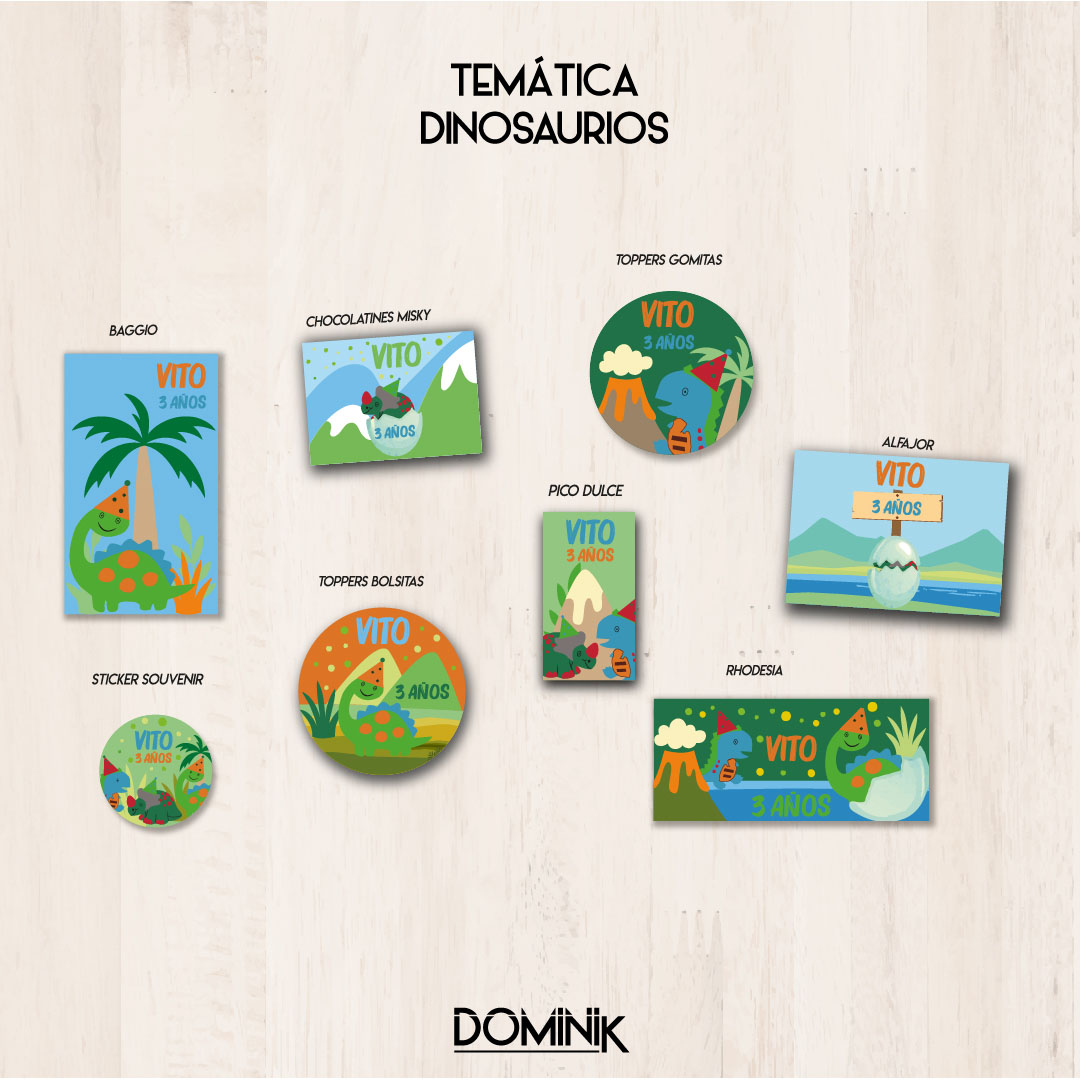 TEMÁTICA
DINOSAURIOS
BAGGIO
VITO
3 AÑOS
CHOCOLATINES MISKY
VITO
3 AÑOS
TOPPERS GOMITAS
VITO
3 AÑOS
ALFAJOR
VITO
3 AÑOS
PICO DULCE
VITO
3 AÑOS
TOPPERS BOLSITAS
VITO
3 AÑOS
STICKER SOUVENIR
VITO
3 AÑOS
RHODESIA
VITO
3 AÑOS
DOMINIK